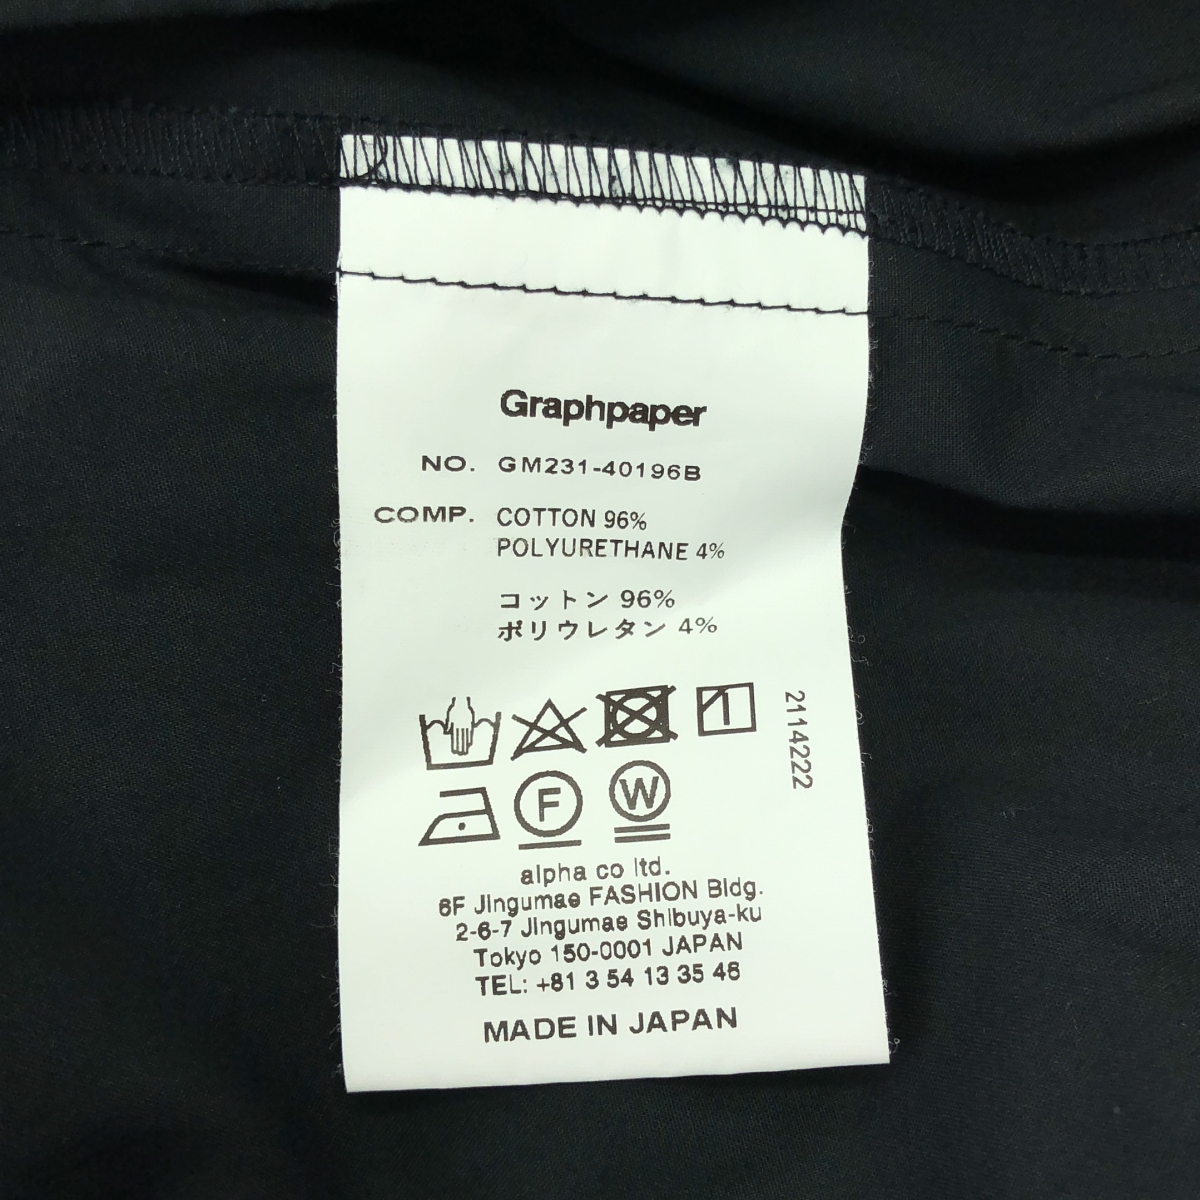 Graphpaper
NO. GM231-40196B
COMP. COTTON 96%
POLYURETHANE 4%
コットン 96%
ポリウレタン 4%
2114222
F
W
alpha co ltd.
6F Jingumae FASHION Bldg.
2-6-7 Jingumae Shibuya-ku
Tokyo 150-0001 JAPAN
TEL: +81 3 54 13 35 46
MADE IN JAPAN